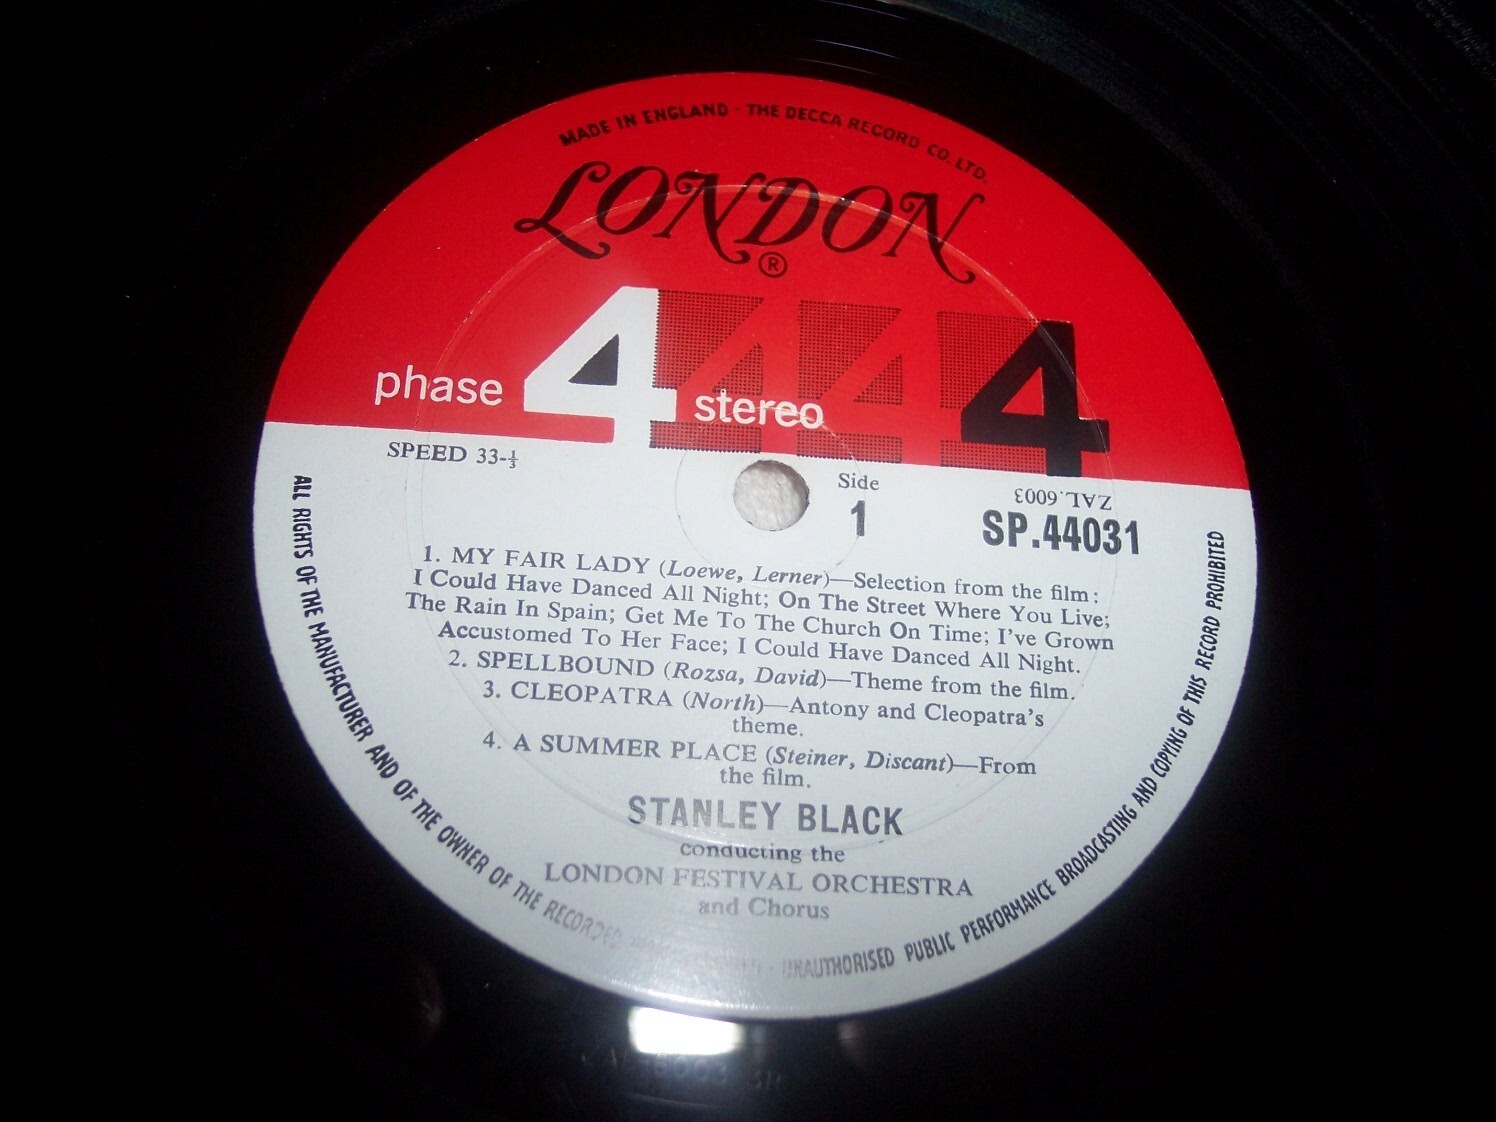 MADE IN ENGLAND · THE DECCA RECORD CO. LTD.
LONDON
®
phase 4 stereo
4 4 4
SPEED 33-⅓
Side
1
ZAL.6003
SP.44031
1. MY FAIR LADY (Loewe, Lerner)—Selection from the film:
I Could Have Danced All Night; On The Street Where You Live;
The Rain In Spain; Get Me To The Church On Time; I've Grown
Accustomed To Her Face; I Could Have Danced All Night.
2. SPELLBOUND (Rozsa, David)—Theme from the film.
3. CLEOPATRA (North)—Antony and Cleopatra's
theme.
4. A SUMMER PLACE (Steiner, Discant)—From
the film.
STANLEY BLACK
conducting the
LONDON FESTIVAL ORCHESTRA
and Chorus
ALL RIGHTS OF THE MANUFACTURER AND OF THE OWNER OF THE RECORDED · UNAUTHORISED PUBLIC PERFORMANCE BROADCASTING AND COPYING OF THIS RECORD PROHIBITED